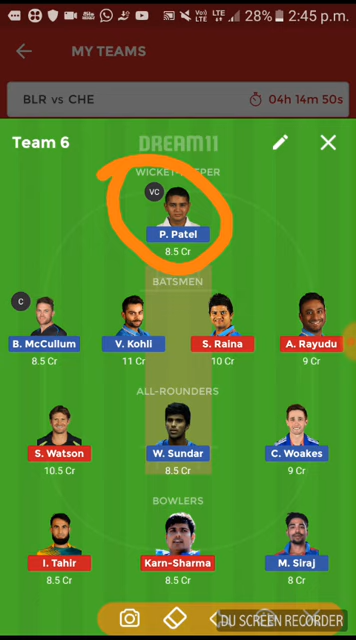 Vo)) LTE LTE 28% 2:45 p.m.
MY TEAMS
BLR vs CHE 04h 14m 50s
Team 6 DREAM11
WICKET-KEEPER
VC
P. Patel
8.5 Cr
BATSMEN
C
B. McCullum V. Kohli S. Raina A. Rayudu
8.5 Cr 11 Cr 10 Cr 9 Cr
ALL-ROUNDERS
S. Watson W. Sundar C. Woakes
10.5 Cr 8.5 Cr 9 Cr
BOWLERS
I. Tahir Karn-Sharma M. Siraj
8.5 Cr 8.5 Cr 8 Cr
DU SCREEN RECORDER